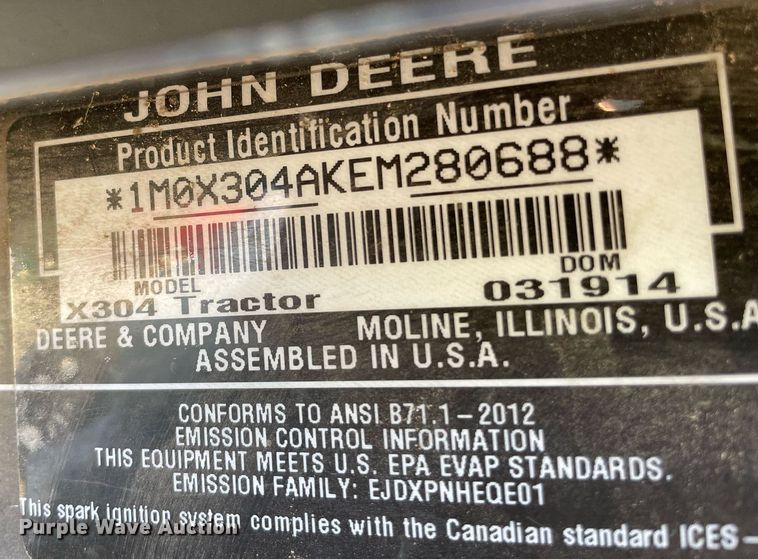 JOHN DEERE
Product Identification Number
*1M0X304AKEM280688*
MODEL DOM
X304 Tractor 031914
DEERE & COMPANY MOLINE, ILLINOIS, U.S.A
ASSEMBLED IN U.S.A.
CONFORMS TO ANSI B71.1-2012
EMISSION CONTROL INFORMATION
THIS EQUIPMENT MEETS U.S. EPA EVAP STANDARDS.
EMISSION FAMILY: EJDXPNHEQE01
This spark ignition system complies with the Canadian standard ICES-
Purple Wave Auction